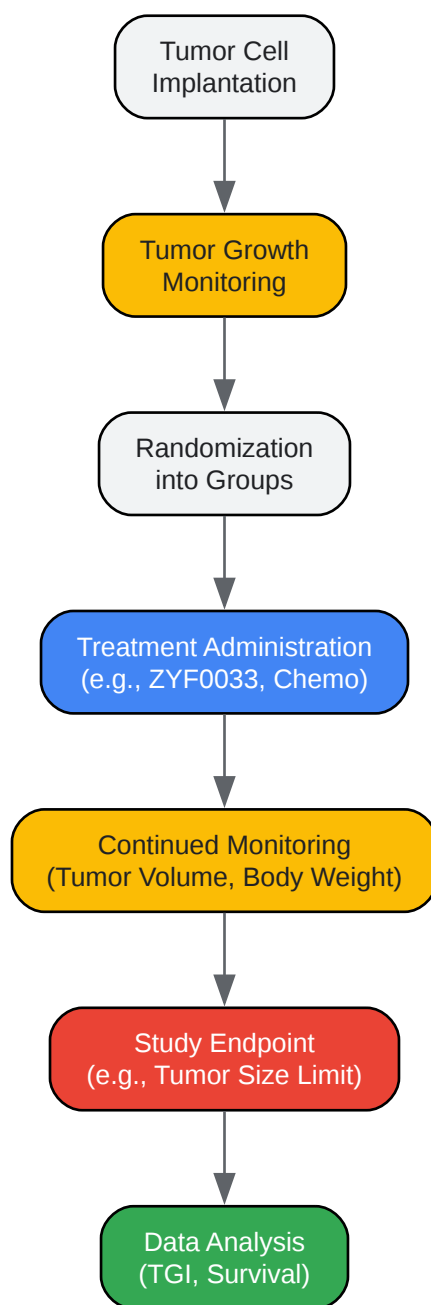 Tumor Cell
Implantation
Tumor Growth
Monitoring
Randomization
into Groups
Treatment Administration
(e.g., ZYF0033, Chemo)
Continued Monitoring
(Tumor Volume, Body Weight)
Study Endpoint
(e.g., Tumor Size Limit)
Data Analysis
(TGI, Survival)